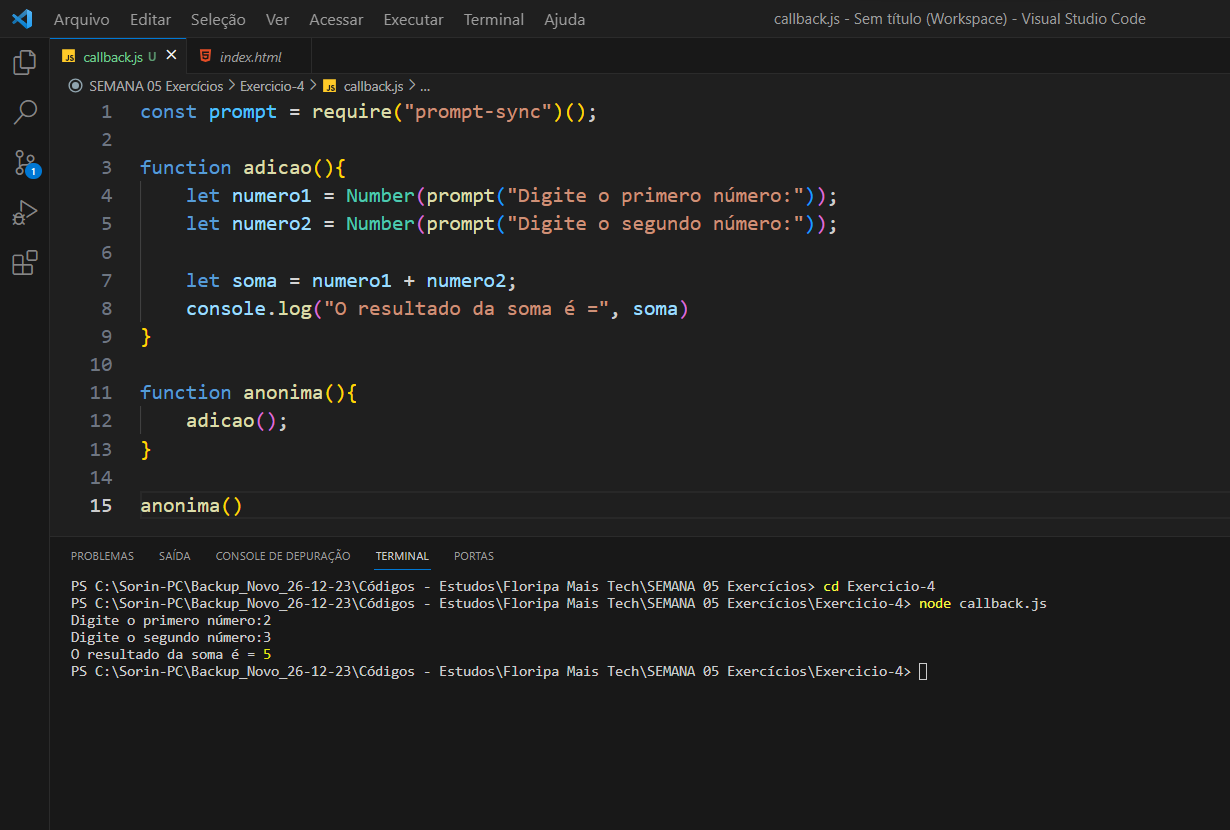 Arquivo Editar Seleção Ver Acessar Executar Terminal Ajuda callback.js - Sem título (Workspace) - Visual Studio Code
JS callback.js U index.html
SEMANA 05 Exercícios > Exercicio-4 > JS callback.js > ...
1 const prompt = require("prompt-sync")();
2
3 function adicao(){
4 let numero1 = Number(prompt("Digite o primero número:"));
5 let numero2 = Number(prompt("Digite o segundo número:"));
6
7 let soma = numero1 + numero2;
8 console.log("O resultado da soma é =", soma)
9 }
10
11 function anonima(){
12 adicao();
13 }
14
15 anonima()
1
PROBLEMAS SAÍDA CONSOLE DE DEPURAÇÃO TERMINAL PORTAS
PS C:\Sorin-PC\Backup_Novo_26-12-23\Códigos - Estudos\Floripa Mais Tech\SEMANA 05 Exercícios> cd Exercicio-4
PS C:\Sorin-PC\Backup_Novo_26-12-23\Códigos - Estudos\Floripa Mais Tech\SEMANA 05 Exercícios\Exercicio-4> node callback.js
Digite o primero número:2
Digite o segundo número:3
O resultado da soma é = 5
PS C:\Sorin-PC\Backup_Novo_26-12-23\Códigos - Estudos\Floripa Mais Tech\SEMANA 05 Exercícios\Exercicio-4>